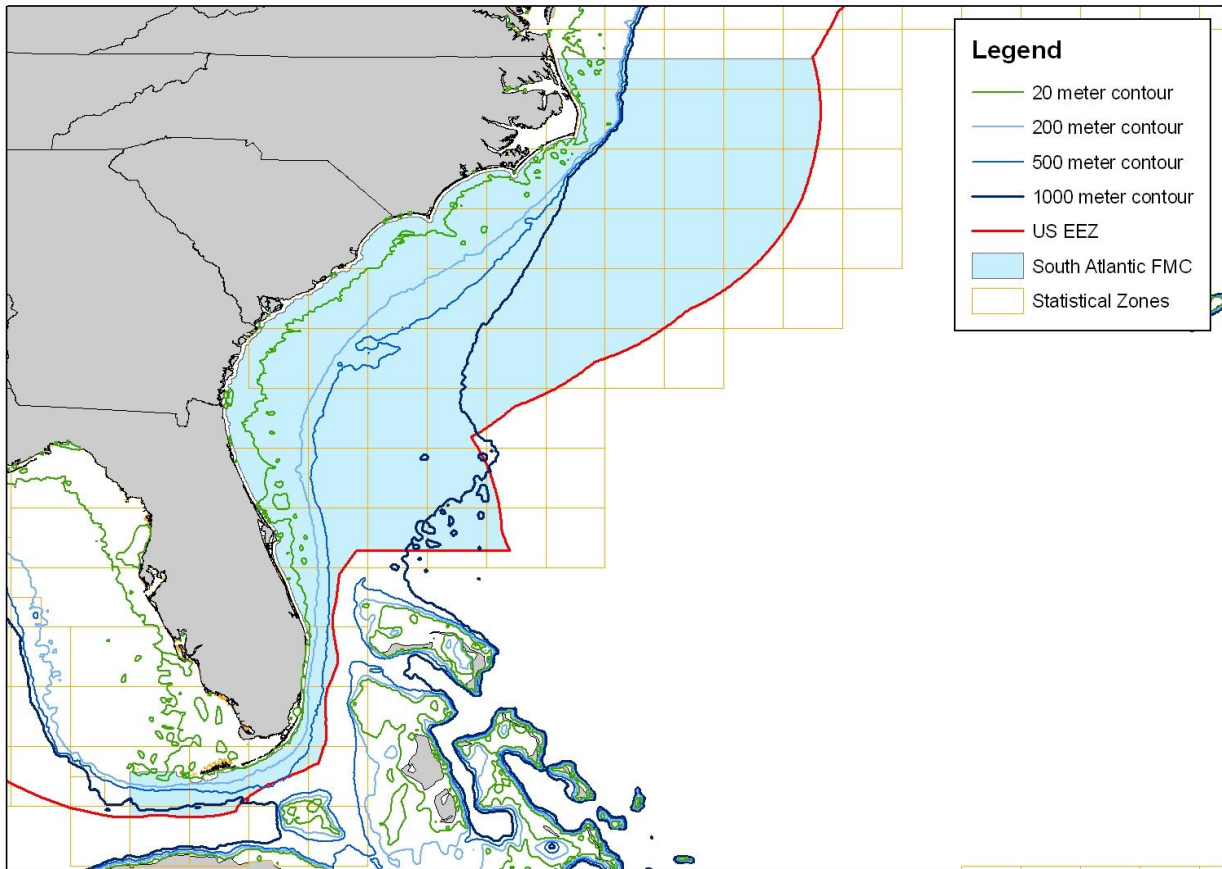 Legend
20 meter contour
200 meter contour
500 meter contour
1000 meter contour
US EEZ
South Atlantic FMC
Statistical Zones